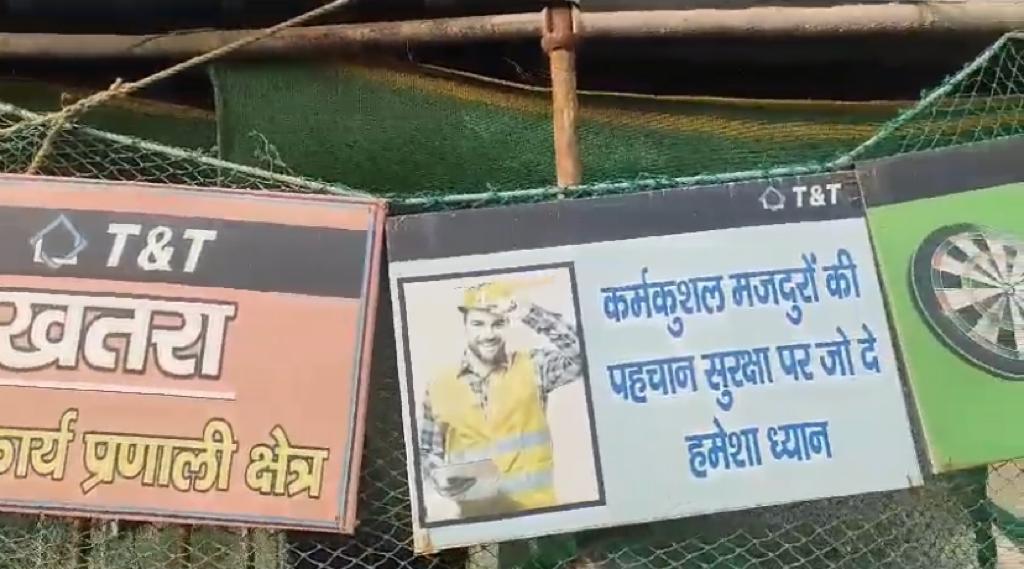 T&T
खतरा
कार्य प्रणाली क्षेत्र
T&T
कर्मकुशल मजदुरों की
पहचान सुरक्षा पर जो दे
हमेशा ध्यान